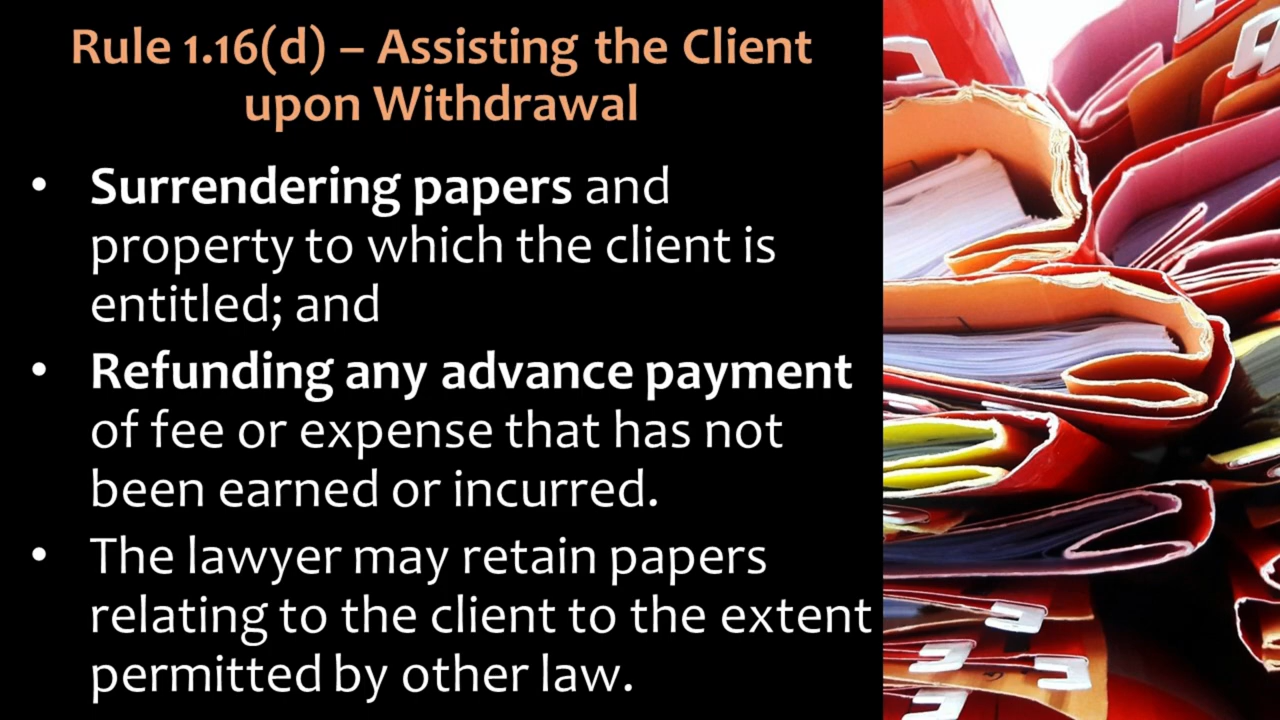 Rule 1.16(d) – Assisting the Client
upon Withdrawal
• Surrendering papers and
property to which the client is
entitled; and
• Refunding any advance payment
of fee or expense that has not
been earned or incurred.
• The lawyer may retain papers
relating to the client to the extent
permitted by other law.